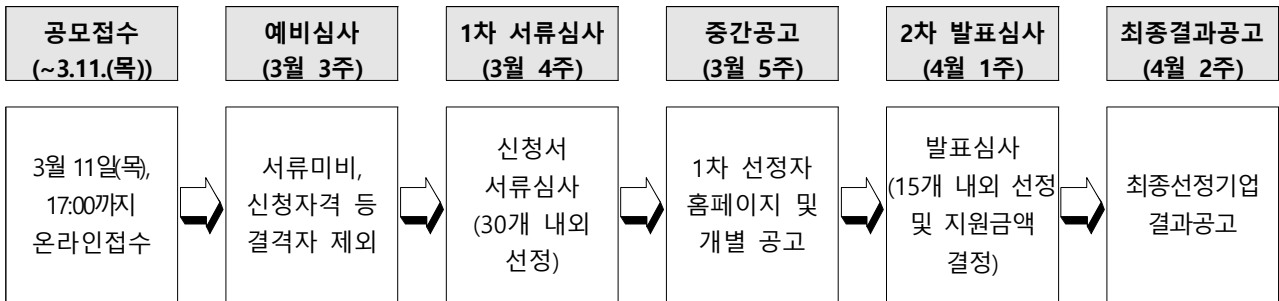 공모접수
(~3.11.(목))
예비심사
(3월 3주)
1차 서류심사
(3월 4주)
중간공고
(3월 5주)
2차 발표심사
(4월 1주)
최종결과공고
(4월 2주)
3월 11일(목),
17:00까지
온라인접수
서류미비,
신청자격 등
결격자 제외
신청서
서류심사
(30개 내외
선정)
1차 선정자
홈페이지 및
개별 공고
발표심사
(15개 내외 선정
및 지원금액
결정)
최종선정기업
결과공고